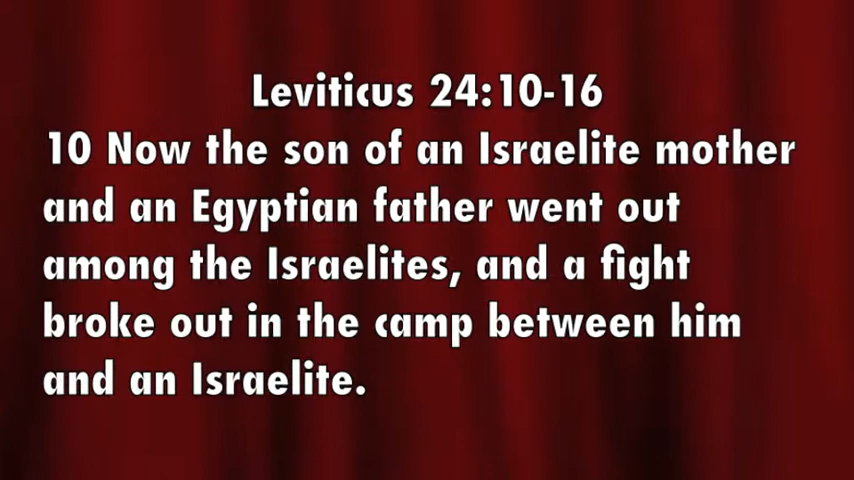 Leviticus 24:10-16
10 Now the son of an Israelite mother
and an Egyptian father went out
among the Israelites, and a fight
broke out in the camp between him
and an Israelite.